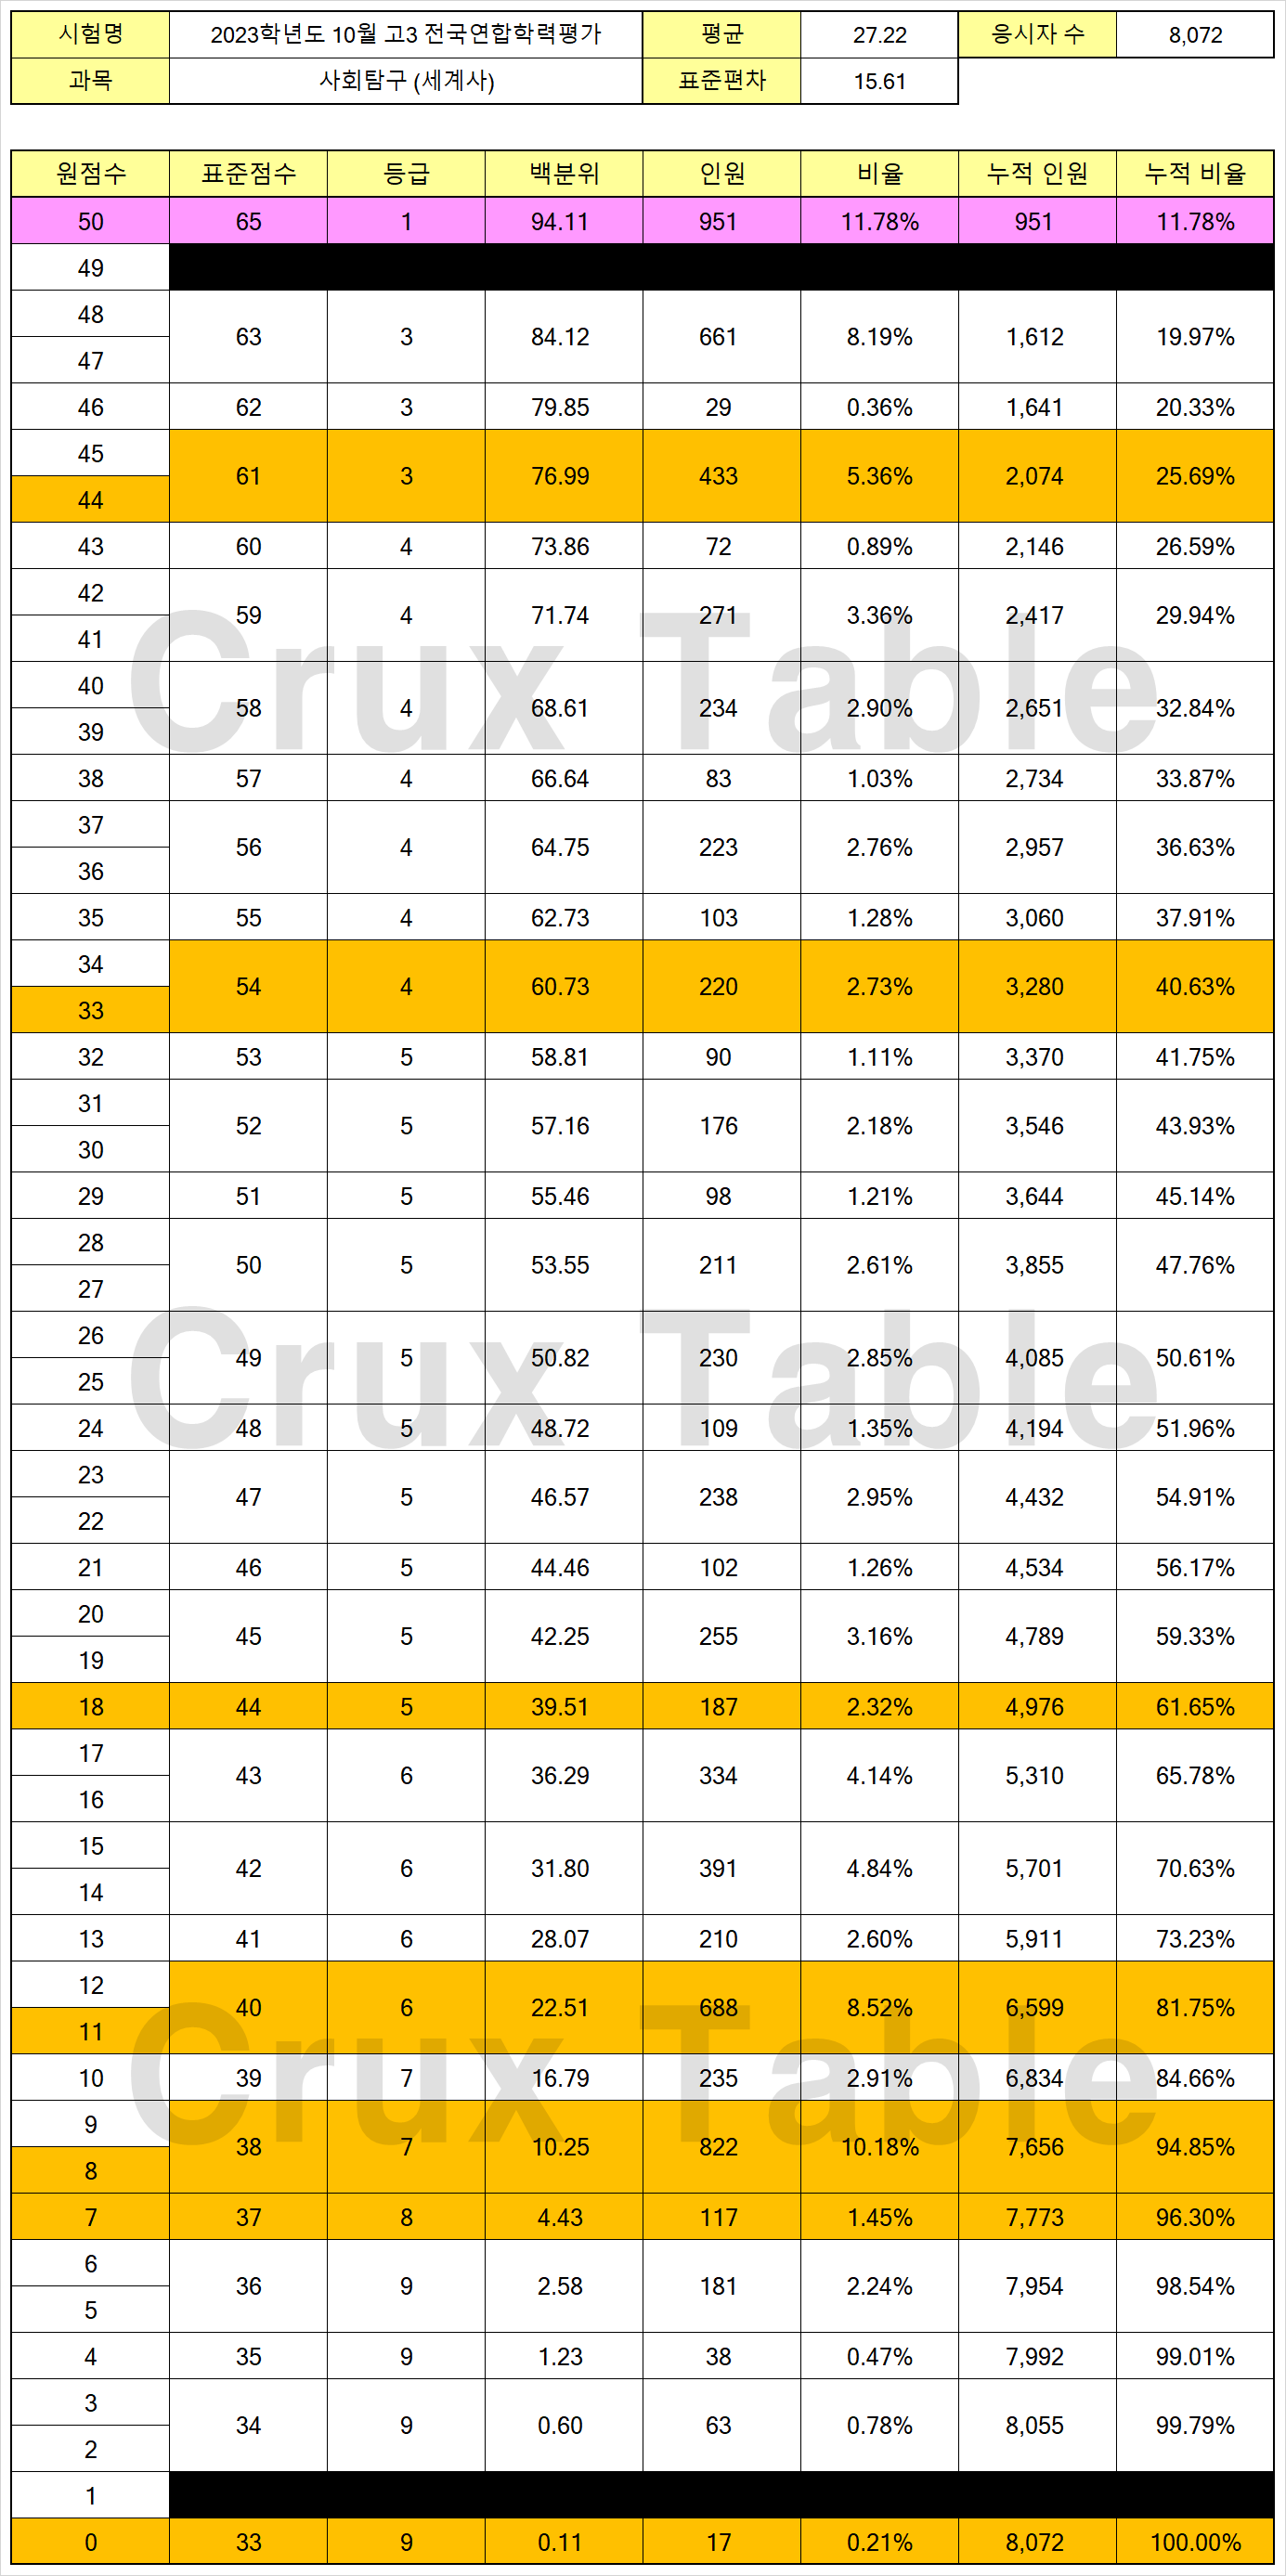 시험명 2023학년도 10월 고3 전국연합학력평가 평균 27.22 응시자 수 8,072
과목 사회탐구 (세계사) 표준편차 15.61
원점수 표준점수 등급 백분위 인원 비율 누적 인원 누적 비율
50 65 1 94.11 951 11.78% 951 11.78%
49
48
63 3 84.12 661 8.19% 1,612 19.97%
47
46 62 3 79.85 29 0.36% 1,641 20.33%
45
61 3 76.99 433 5.36% 2,074 25.69%
44
43 60 4 73.86 72 0.89% 2,146 26.59%
42
59 4 71.74 271 3.36% 2,417 29.94%
41
Crux Table
40
58 4 68.61 234 2.90% 2,651 32.84%
39
38 57 4 66.64 83 1.03% 2,734 33.87%
37
56 4 64.75 223 2.76% 2,957 36.63%
36
35 55 4 62.73 103 1.28% 3,060 37.91%
34
54 4 60.73 220 2.73% 3,280 40.63%
33
32 53 5 58.81 90 1.11% 3,370 41.75%
31
52 5 57.16 176 2.18% 3,546 43.93%
30
29 51 5 55.46 98 1.21% 3,644 45.14%
28
50 5 53.55 211 2.61% 3,855 47.76%
27
26
49 5 50.82 230 2.85% 4,085 50.61%
25
Crux Table
24 48 5 48.72 109 1.35% 4,194 51.96%
23
47 5 46.57 238 2.95% 4,432 54.91%
22
21 46 5 44.46 102 1.26% 4,534 56.17%
20
45 5 42.25 255 3.16% 4,789 59.33%
19
18 44 5 39.51 187 2.32% 4,976 61.65%
17
43 6 36.29 334 4.14% 5,310 65.78%
16
15
42 6 31.80 391 4.84% 5,701 70.63%
14
13 41 6 28.07 210 2.60% 5,911 73.23%
12
40 6 22.51 688 8.52% 6,599 81.75%
11
Crux Table
10 39 7 16.79 235 2.91% 6,834 84.66%
9
38 7 10.25 822 10.18% 7,656 94.85%
8
7 37 8 4.43 117 1.45% 7,773 96.30%
6
36 9 2.58 181 2.24% 7,954 98.54%
5
4 35 9 1.23 38 0.47% 7,992 99.01%
3
34 9 0.60 63 0.78% 8,055 99.79%
2
1
0 33 9 0.11 17 0.21% 8,072 100.00%